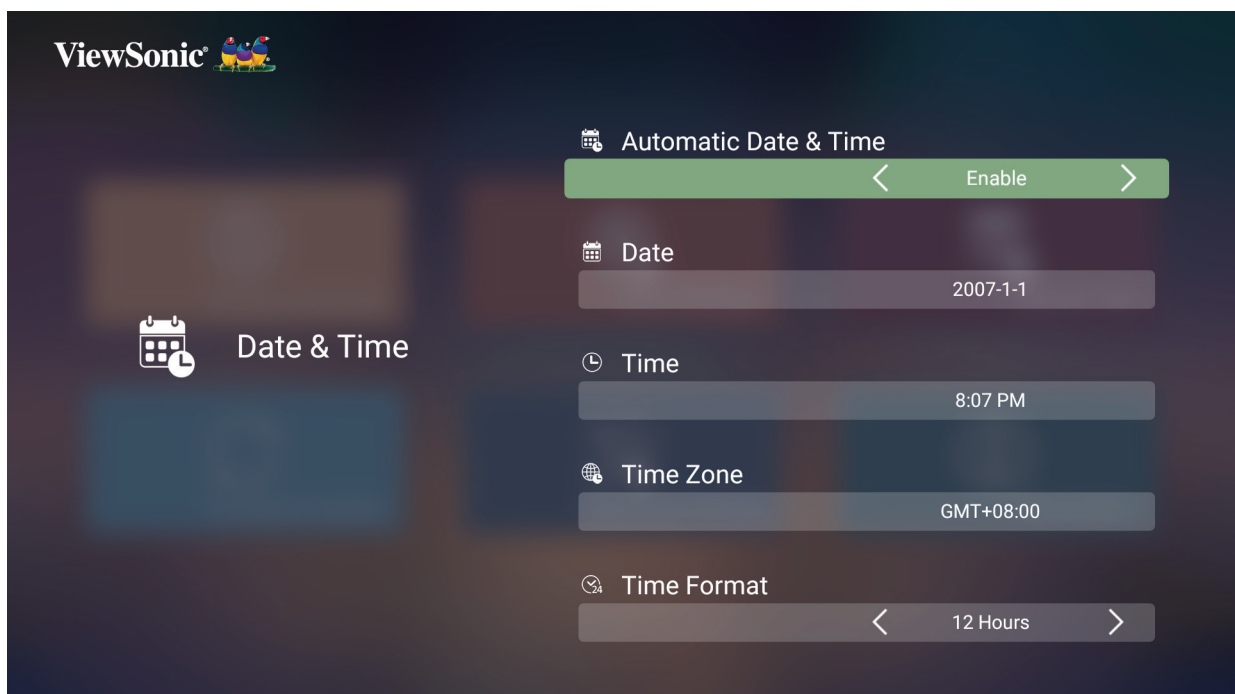 ViewSonic®
Automatic Date & Time
Enable
Date
2007-1-1
Date & Time
Time
8:07 PM
Time Zone
GMT+08:00
24
Time Format
12 Hours